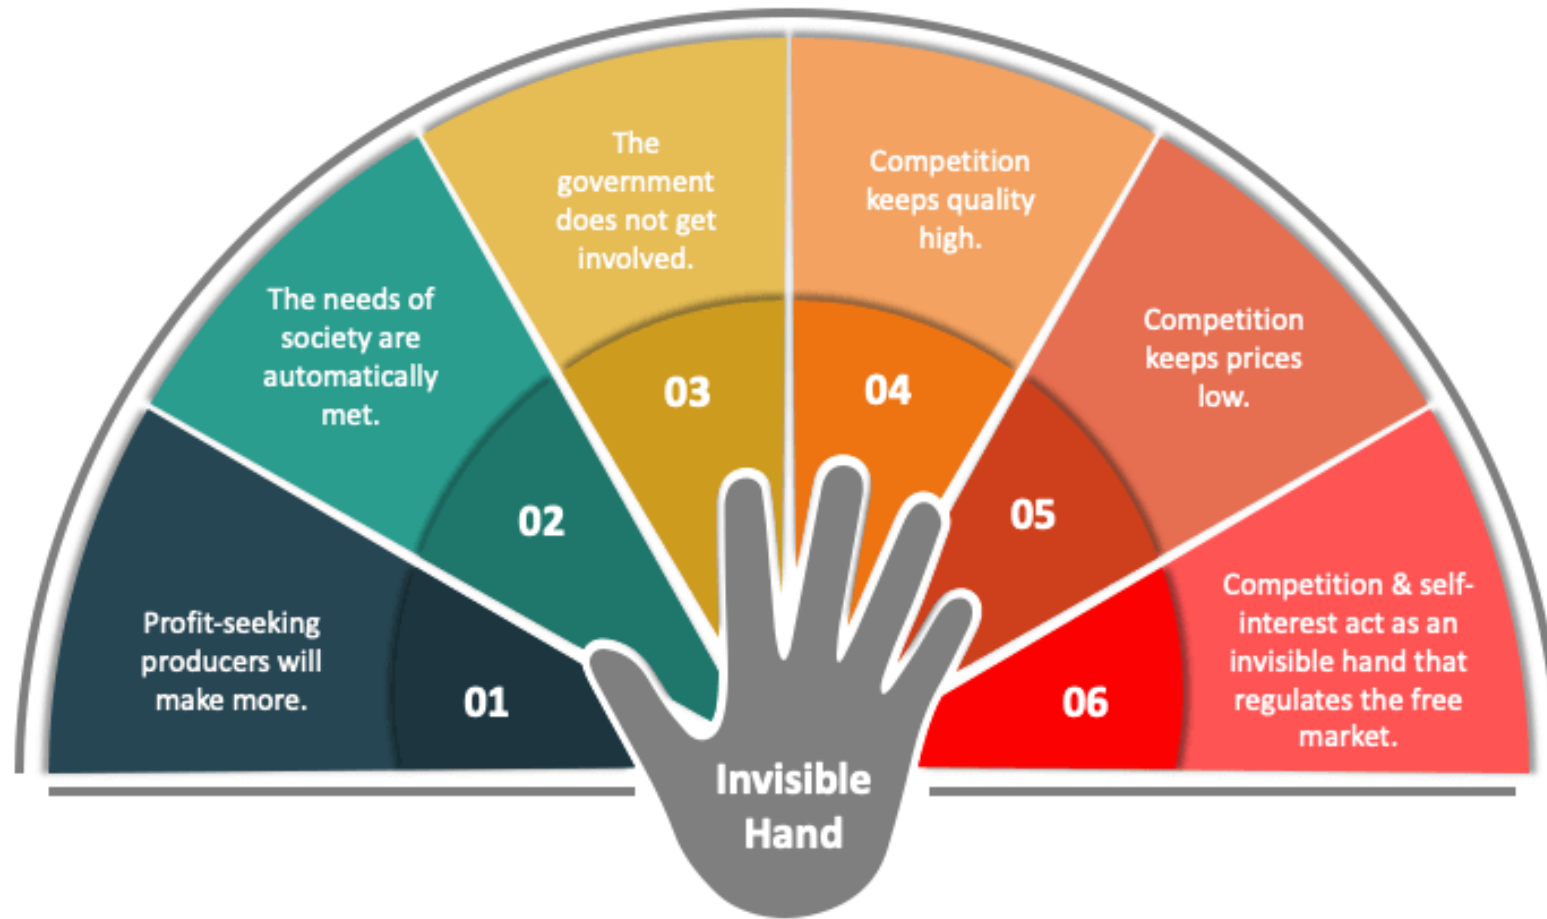 01
Profit-seeking
producers will
make more.
02
The needs of
society are
automatically
met.
03
The
government
does not get
involved.
04
Competition
keeps quality
high.
05
Competition
keeps prices
low.
06
Competition & self-
interest act as an
invisible hand that
regulates the free
market.
Invisible
Hand